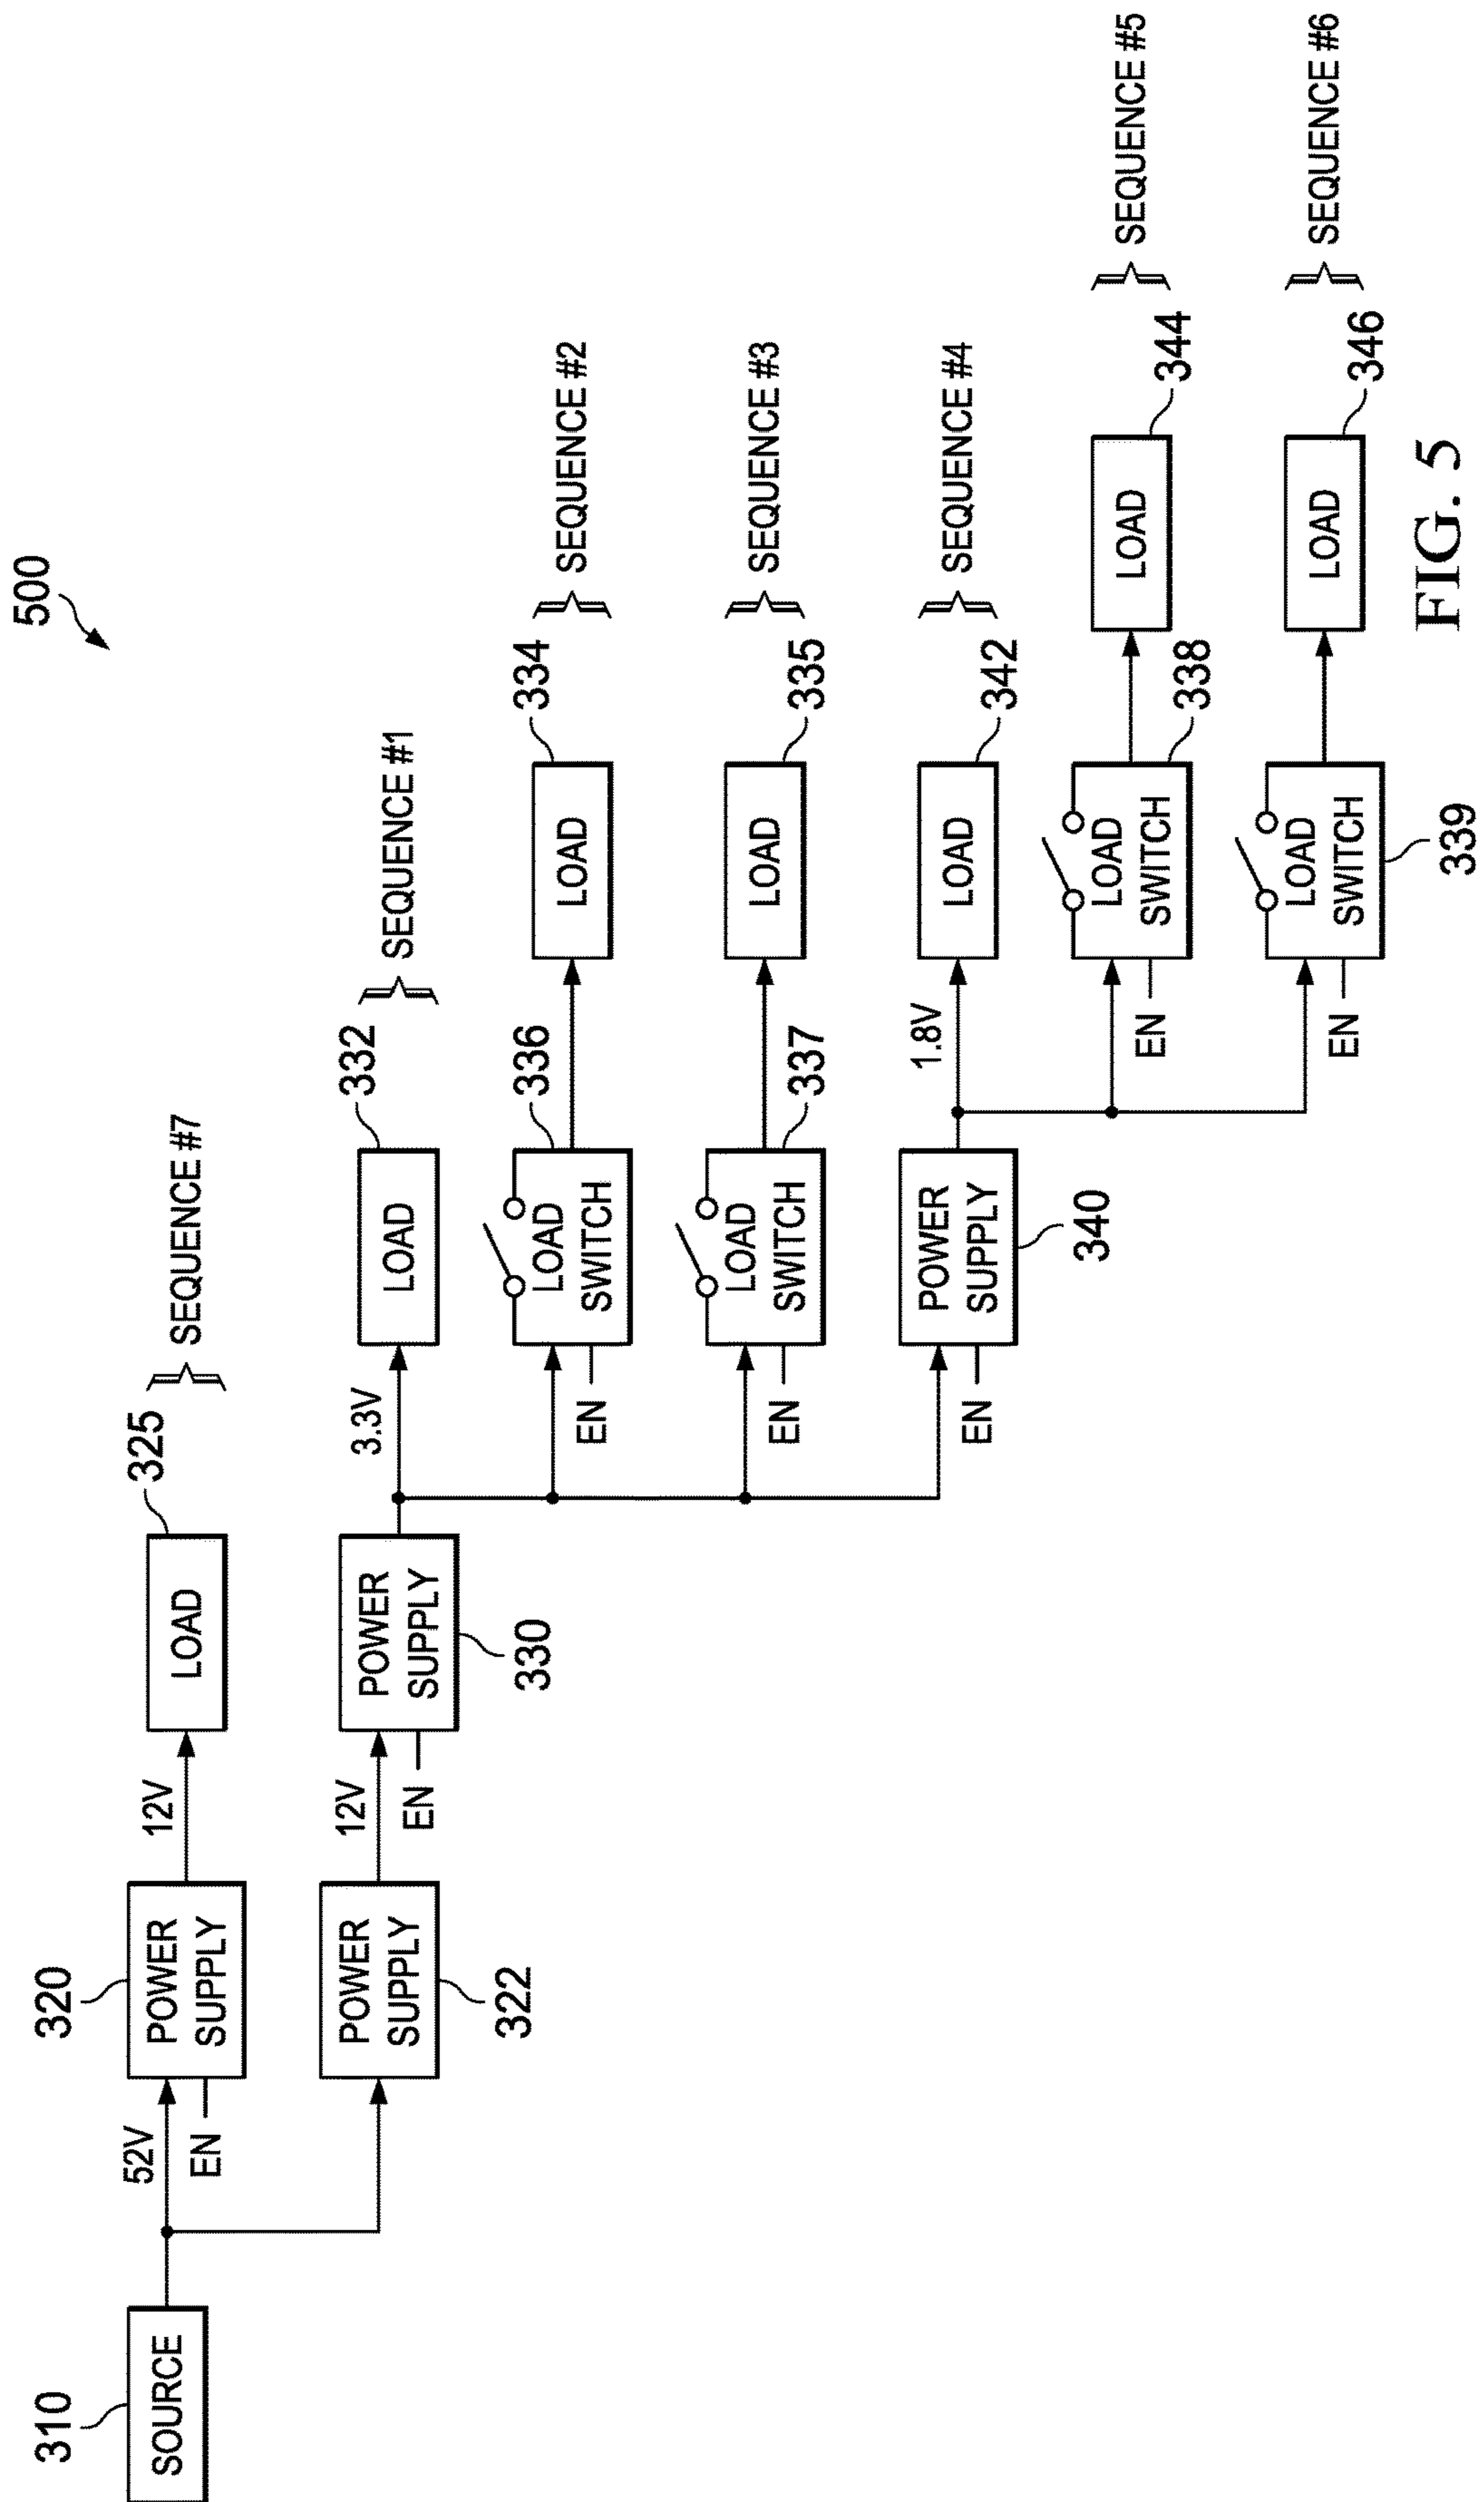 500
310
SOURCE
52V
EN
320
POWER
SUPPLY
12V
325
LOAD
SEQUENCE #7
POWER
SUPPLY
322
12V
EN
POWER
SUPPLY
330
3.3V
332
LOAD
SEQUENCE #1
EN
336
LOAD
SWITCH
334
LOAD
SEQUENCE #2
EN
337
LOAD
SWITCH
335
LOAD
SEQUENCE #3
EN
POWER
SUPPLY
340
1.8V
342
LOAD
SEQUENCE #4
EN
338
LOAD
SWITCH
344
LOAD
SEQUENCE #5
EN
LOAD
SWITCH
339
346
LOAD
SEQUENCE #6
FIG. 5